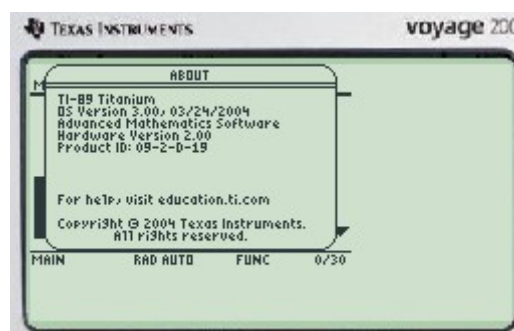 TEXAS INSTRUMENTS voyage 200
ABOUT
TI-89 Titanium
OS Version 3.00, 03/24/2004
Advanced Mathematics Software
Hardware Version 2.00
Product ID: 09-2-0-19
For help, visit education.ti.com
Copyright © 2004 Texas Instruments.
All rights reserved.
MAIN RAD AUTO FUNC 0/30